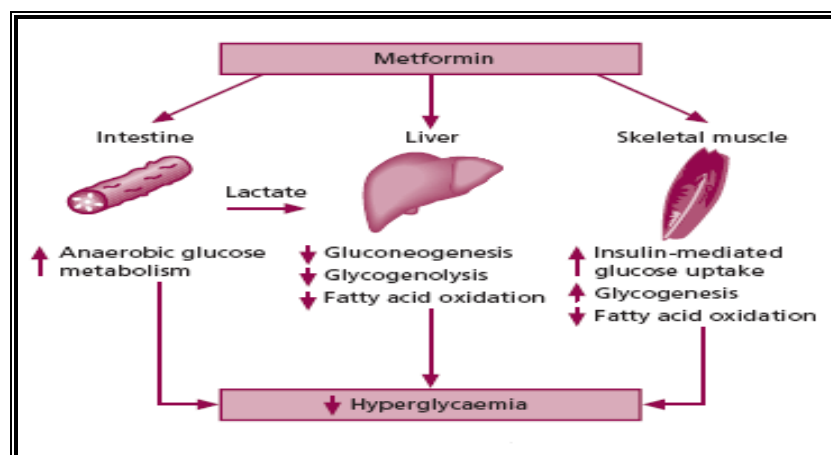 Metformin
Intestine
Liver
Skeletal muscle
Lactate
Anaerobic glucose
metabolism
Gluconeogenesis
Glycogenolysis
Fatty acid oxidation
Insulin-mediated
glucose uptake
Glycogenesis
Fatty acid oxidation
Hyperglycaemia